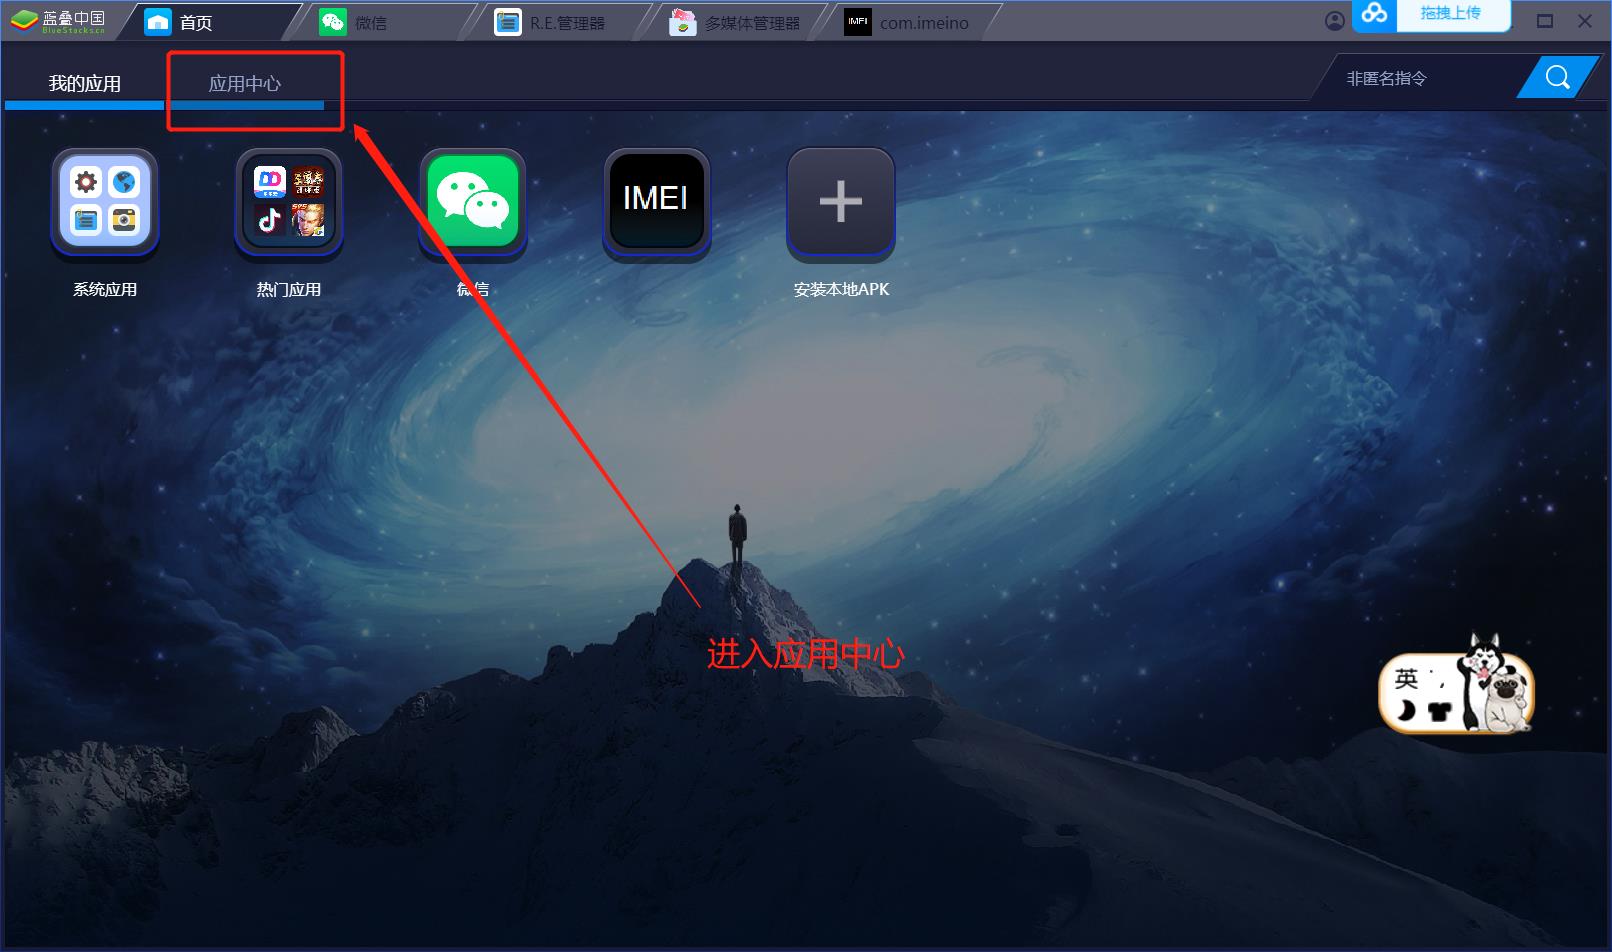 蓝叠中国
BlueStacks.cn
首页
微信
R.E.管理器
多媒体管理器
IMEI
com.imeino
拖拽上传
我的应用
应用中心
非匿名指令
IMEI
系统应用
热门应用
微信
安装本地APK
进入应用中心
英